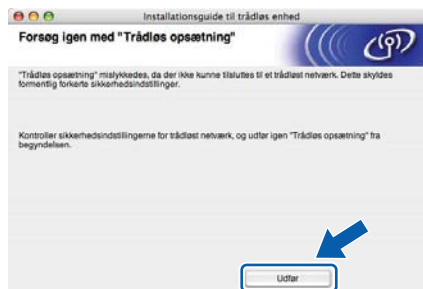 Installationsguide til trådløs enhed
Forsøg igen med "Trådløs opsætning"
"Trådløs opsætning" mislykkedes, da der ikke kunne tilsluttes til et trådløst netværk. Dette skyldes
formentlig forkerte sikkerhedsindstillinger.
Kontroller sikkerhedsindstillingerne for trådløst netværk, og udfør igen "Trådløs opsætning" fra
begyndelsen.
Udfør